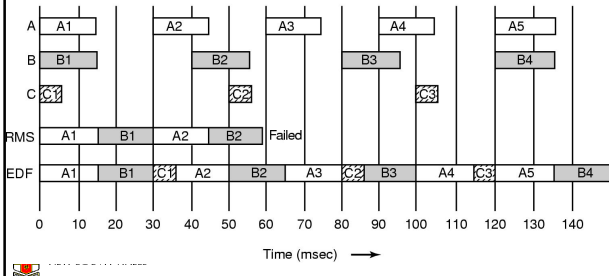 A A1 A2 A3 A4 A5
B B1 B2 B3 B4
C C1 C2 C3
RMS A1 B1 A2 B2 Failed
EDF A1 B1 C1 A2 B2 A3 C2 B3 A4 C3 A5 B4
0 10 20 30 40 50 60 70 80 90 100 110 120 130 140
Time (msec)